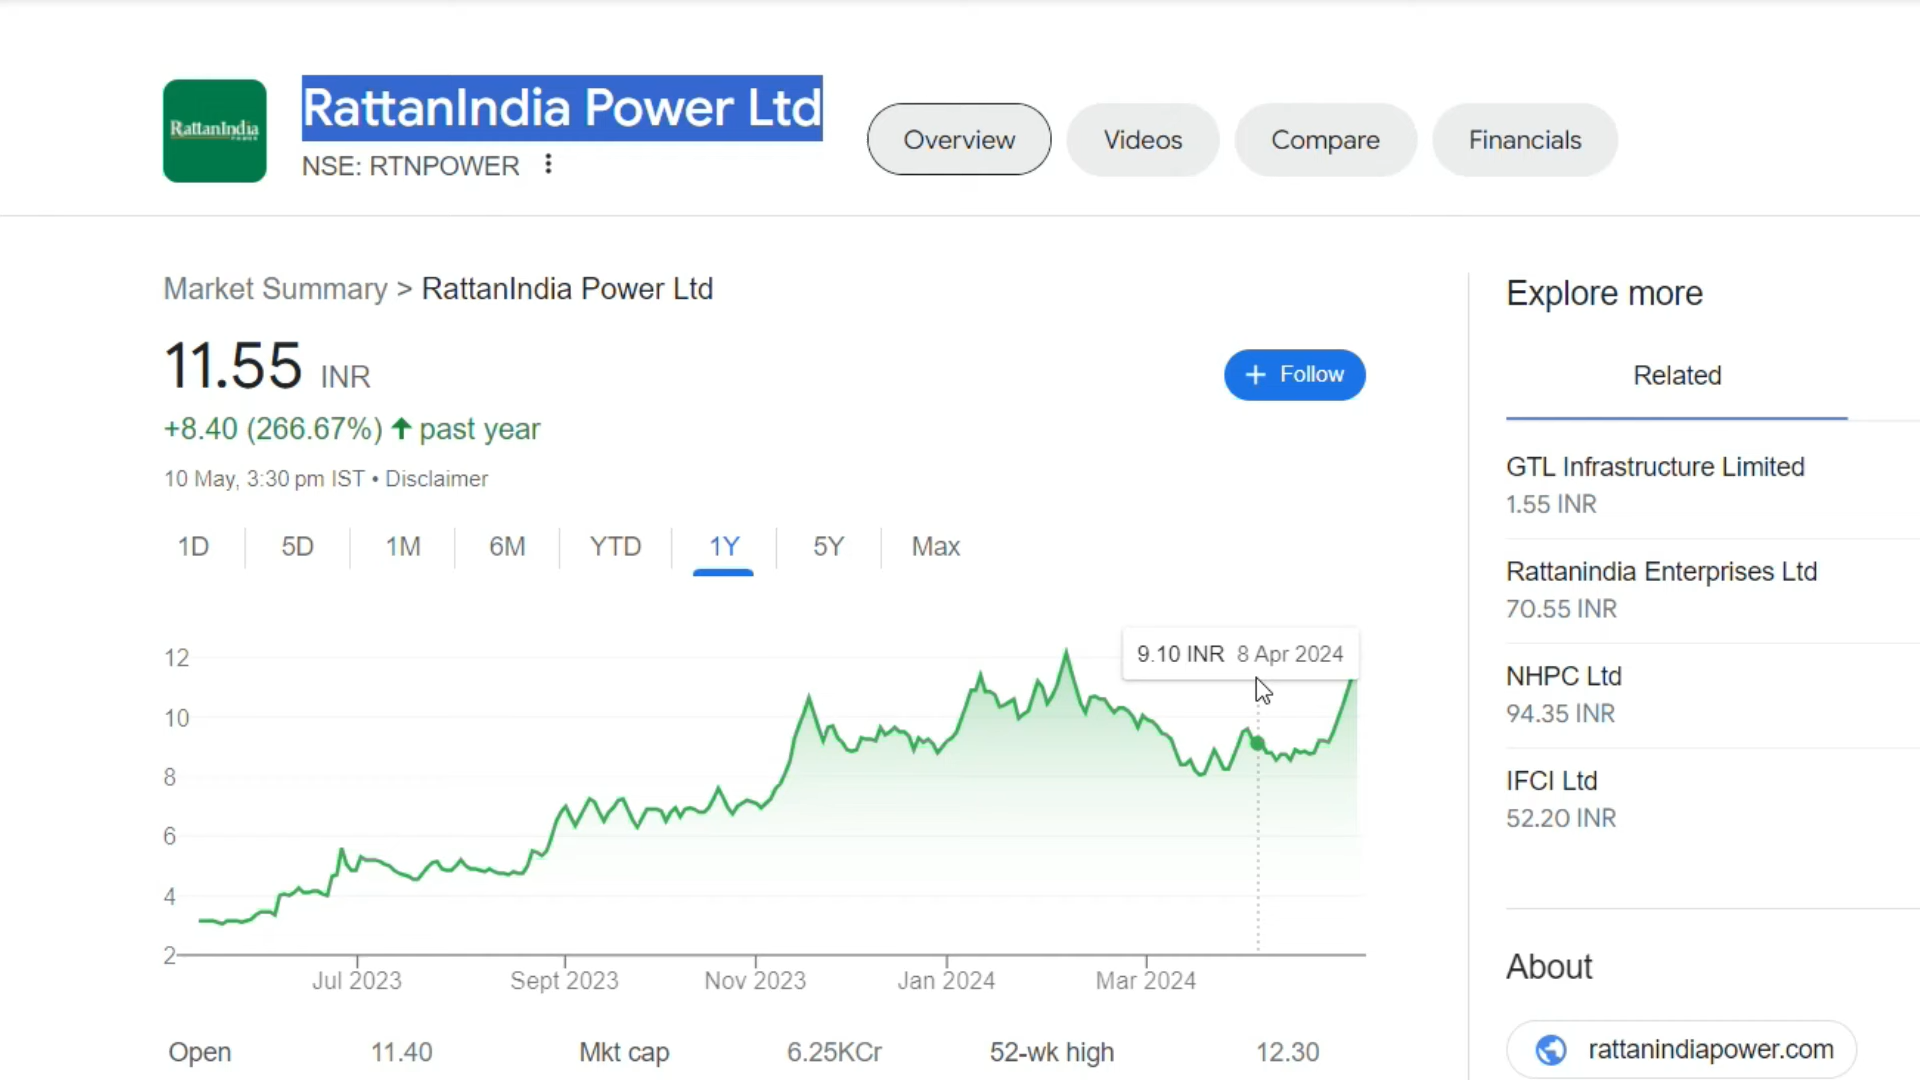 RattanIndia
RattanIndia Power Ltd
NSE: RTNPOWER
Overview
Videos
Compare
Financials
Market Summary > RattanIndia Power Ltd
11.55 INR
+ Follow
+8.40 (266.67%) ↑ past year
10 May, 3:30 pm IST • Disclaimer
1D
5D
1M
6M
YTD
1Y
5Y
Max
9.10 INR 8 Apr 2024
12
10
8
6
4
2
Jul 2023
Sept 2023
Nov 2023
Jan 2024
Mar 2024
Open 11.40
Mkt cap 6.25KCr
52-wk high 12.30
Explore more
Related
GTL Infrastructure Limited
1.55 INR
Rattanindia Enterprises Ltd
70.55 INR
NHPC Ltd
94.35 INR
IFCI Ltd
52.20 INR
About
rattanindiapower.com